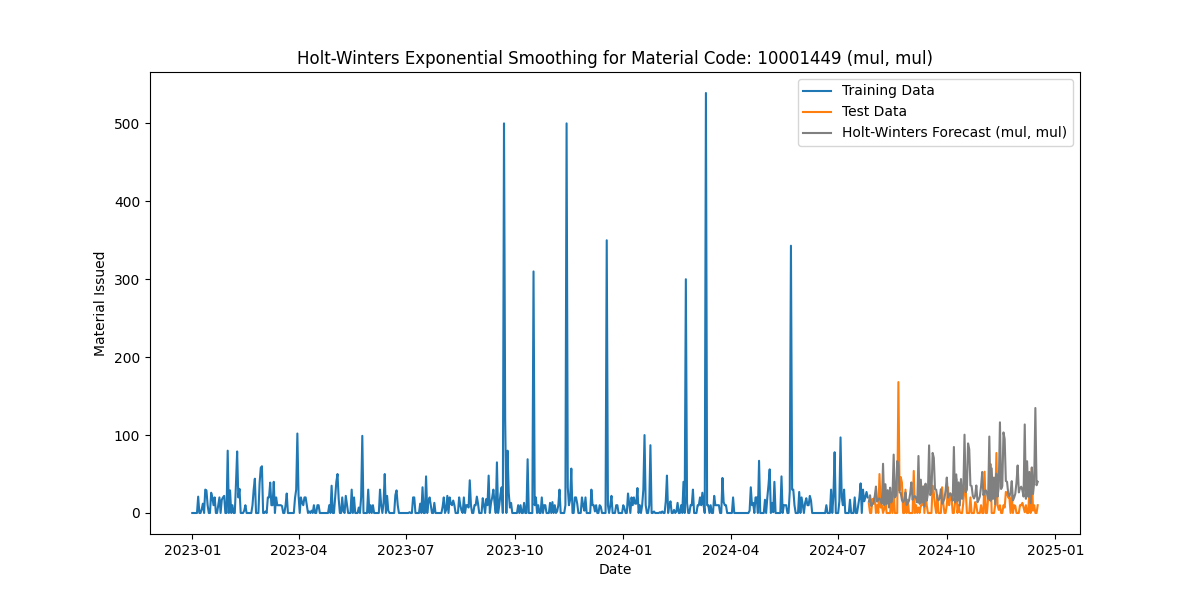 Holt-Winters Exponential Smoothing for Material Code: 10001449 (mul, mul)
Training Data
Test Data
Holt-Winters Forecast (mul, mul)
Material Issued
500
400
300
200
100
0
2023-01 2023-04 2023-07 2023-10 2024-01 2024-04 2024-07 2024-10 2025-01
Date